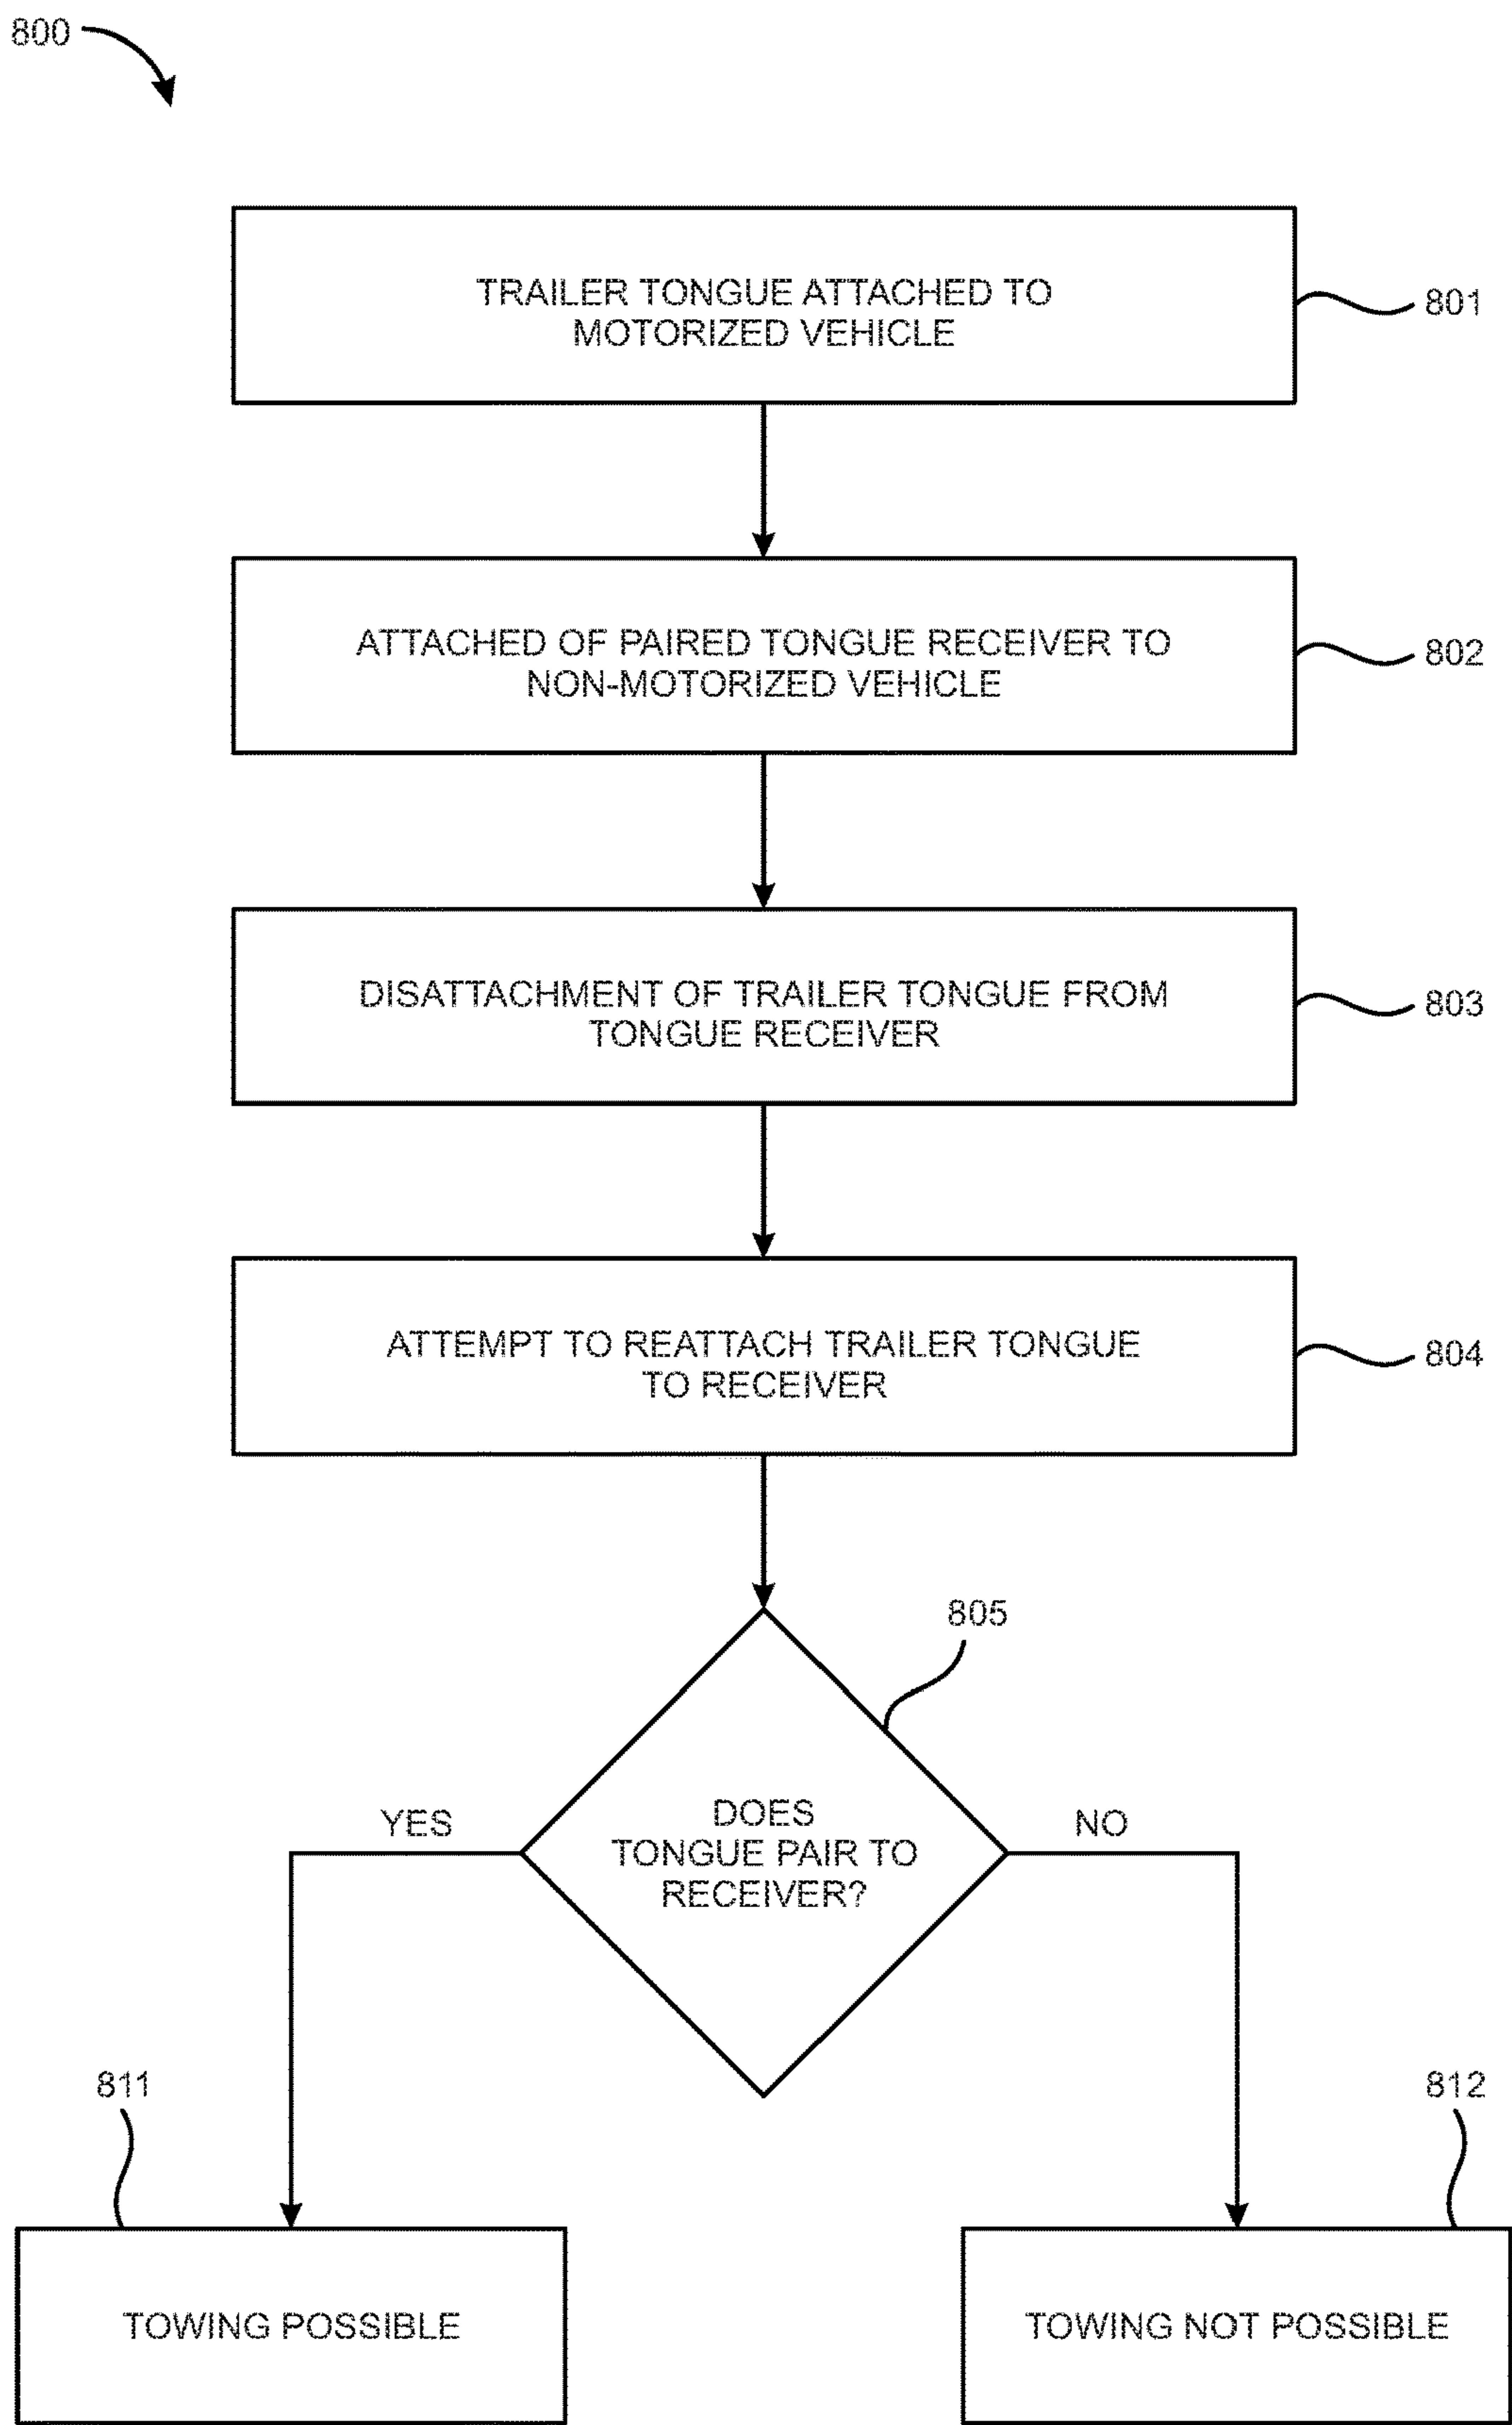 800
TRAILER TONGUE ATTACHED TO
MOTORIZED VEHICLE
801
ATTACHED OF PAIRED TONGUE RECEIVER TO
NON-MOTORIZED VEHICLE
802
DISATTACHMENT OF TRAILER TONGUE FROM
TONGUE RECEIVER
803
ATTEMPT TO REATTACH TRAILER TONGUE
TO RECEIVER
804
805
YES
DOES
TONGUE PAIR TO
RECEIVER?
NO
811
812
TOWING POSSIBLE
TOWING NOT POSSIBLE